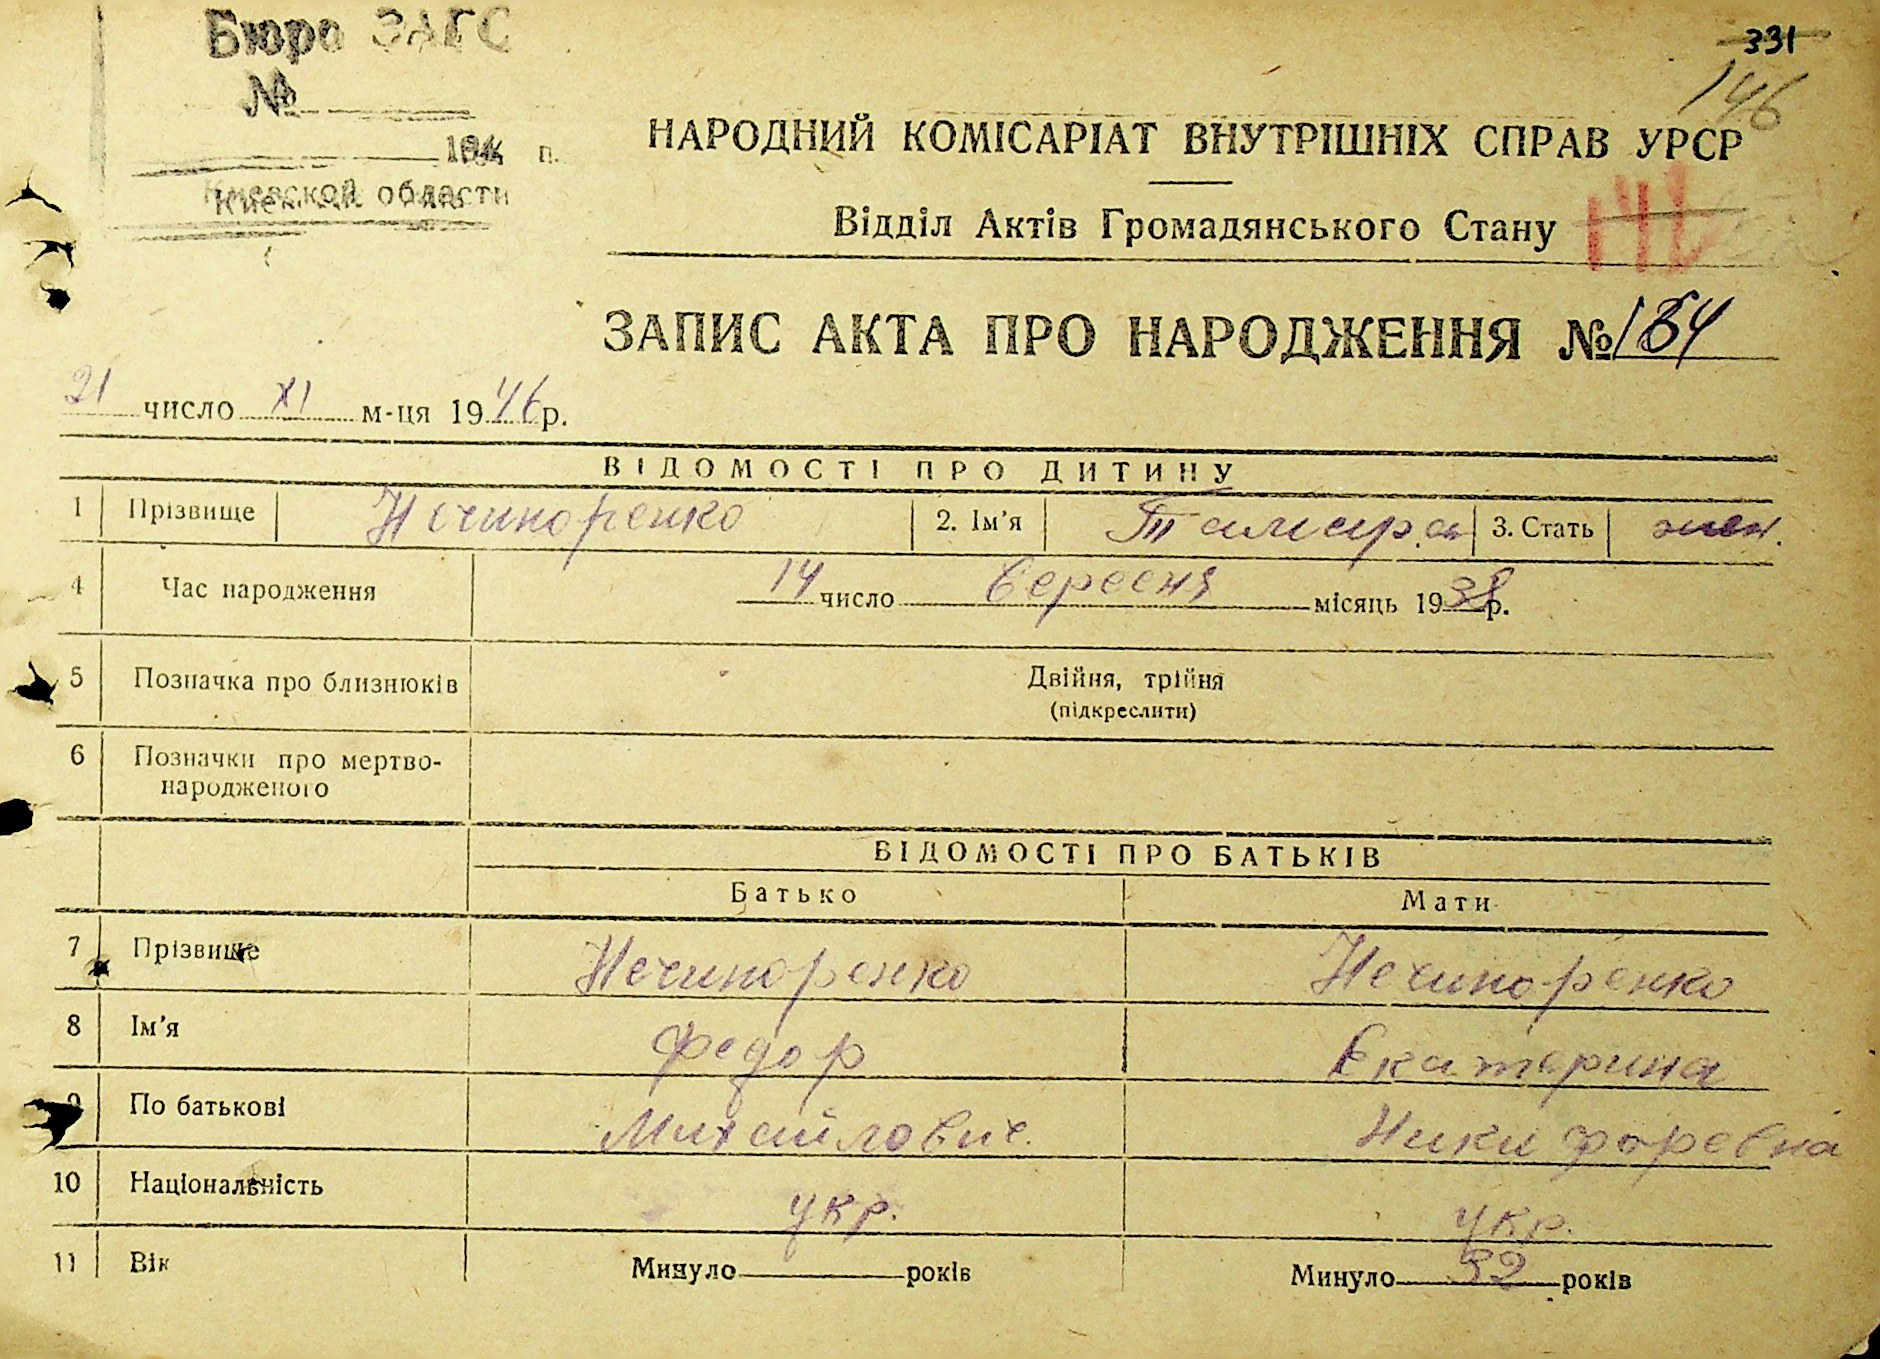 Бюро ЗАГС
№
194 п.
Киевской области
331
146
НАРОДНИЙ КОМІСАРІАТ ВНУТРІШНІХ СПРАВ УРСР
Відділ Актів Громадянського Стану
ЗАПИС АКТА ПРО НАРОДЖЕННЯ № 184
21 число XI м-ця 1946 р.
ВІДОМОСТІ ПРО ДИТИНУ
1 Прізвище Нечипоренко 2. Ім'я Тамара 3. Стать жен.
4 Час народження 14 число Вересня місяць 1938 р.
5 Позначка про близнюків Двійня, трійня
(підкреслити)
6 Позначки про мертво-
народженого
ВІДОМОСТІ ПРО БАТЬКІВ
Батько Мати
7 Прізвище Нечипоренко Нечипоренко
8 Ім'я Федор Екатерина
9 По батькові Михайлович. Никифоревна
10 Національність укр. укр.
11 Вік Минуло років Минуло 32 років